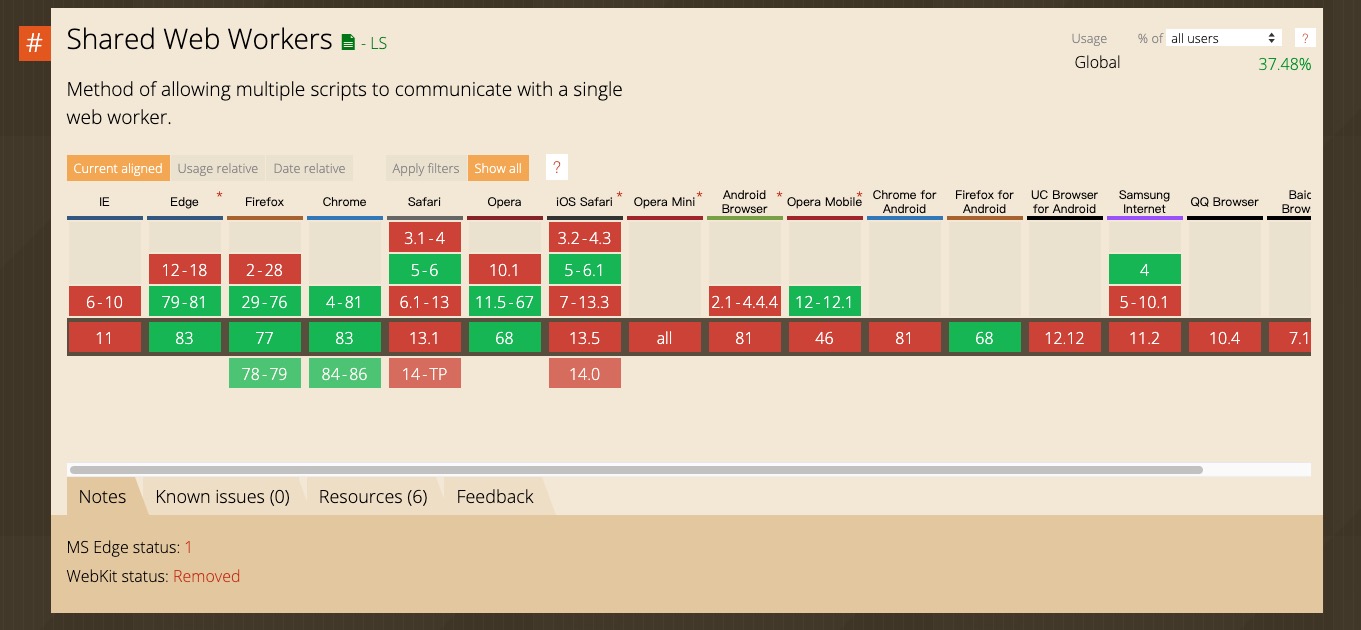 #
Shared Web Workers - LS
Usage % of all users ?
Global 37.48%
Method of allowing multiple scripts to communicate with a single
web worker.
Current aligned Usage relative Date relative Apply filters Show all ?
IE Edge * Firefox Chrome Safari Opera iOS Safari * Opera Mini * Android Browser * Opera Mobile * Chrome for Android Firefox for Android UC Browser for Android Samsung Internet QQ Browser Baid Brow
3.1-4 3.2-4.3
12-18 2-28 5-6 10.1 5-6.1 4
6-10 79-81 29-76 4-81 6.1-13 11.5-67 7-13.3 2.1-4.4.4 12-12.1 5-10.1
11 83 77 83 13.1 68 13.5 all 81 46 81 68 12.12 11.2 10.4 7.1
78-79 84-86 14-TP 14.0
Notes Known issues (0) Resources (6) Feedback
MS Edge status: 1
WebKit status: Removed